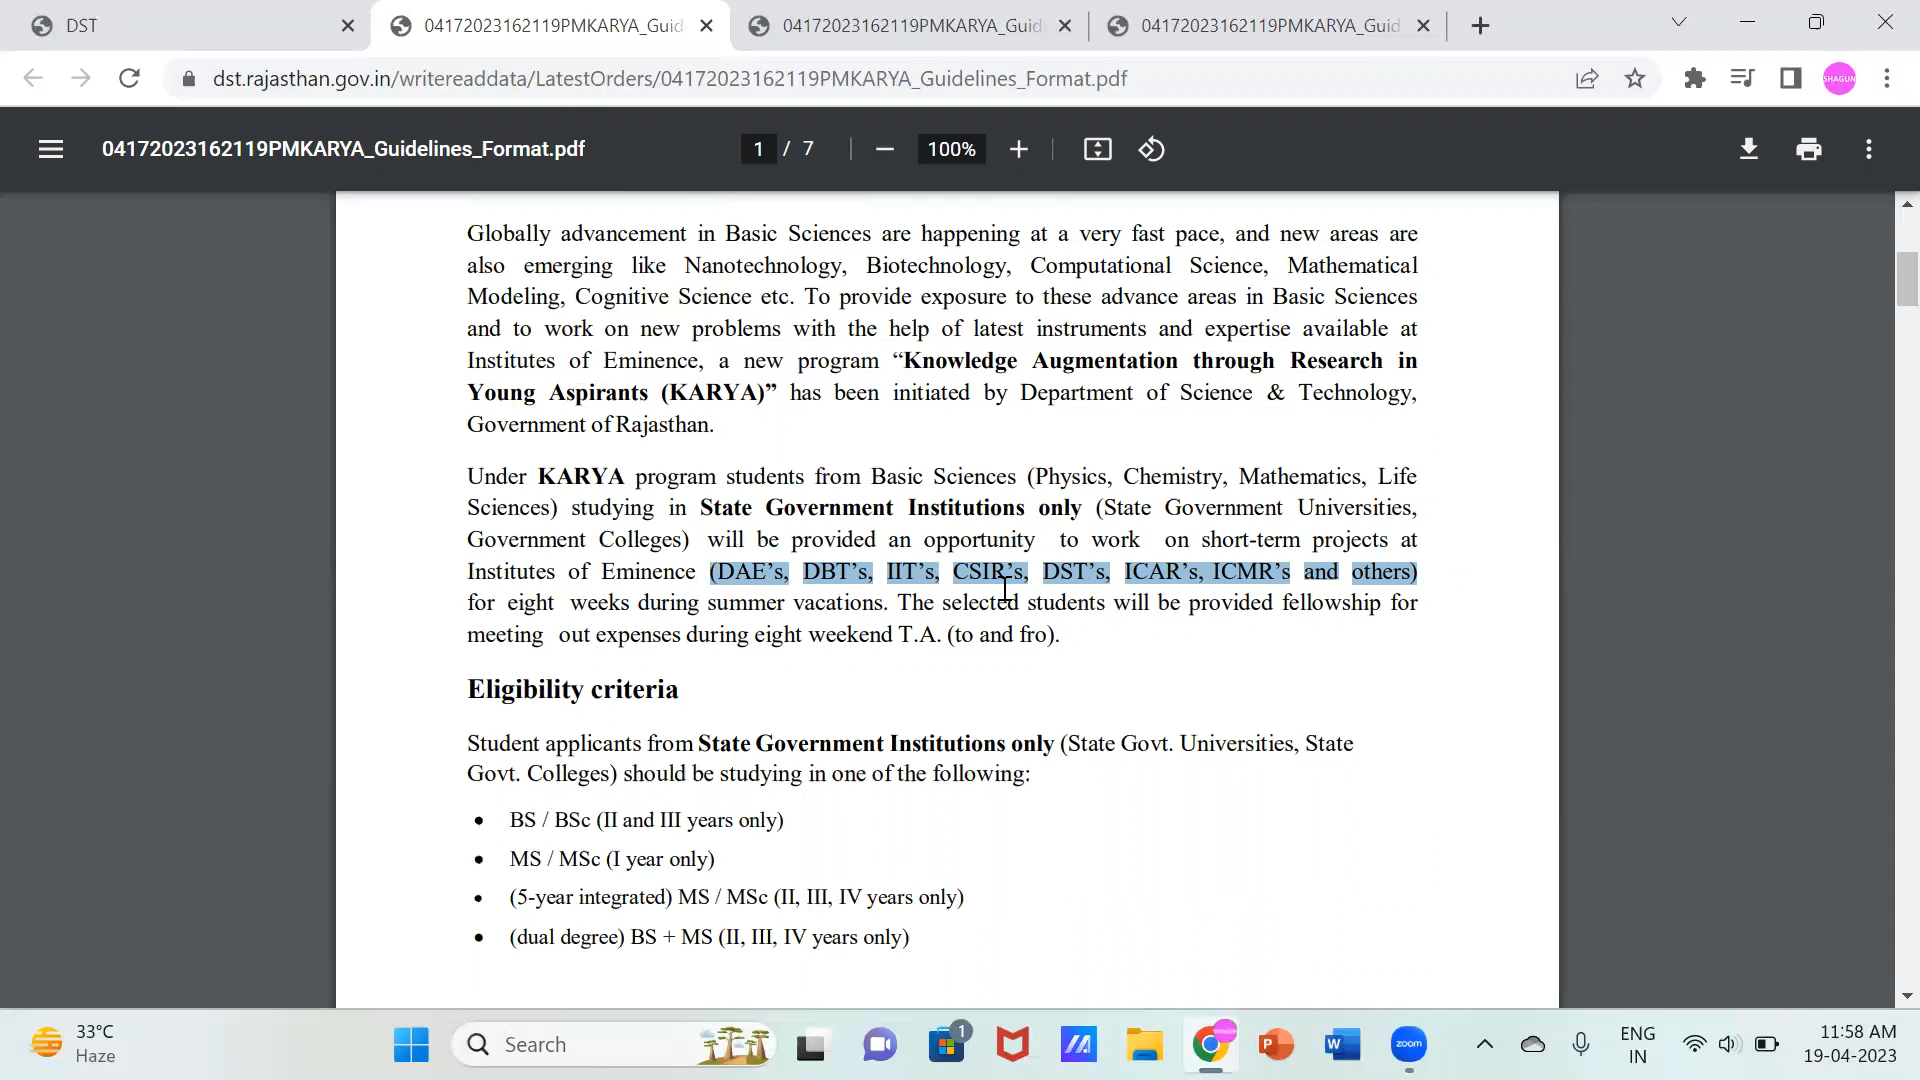 DST
04172023162119PMKARYA_Guid
04172023162119PMKARYA_Guid
04172023162119PMKARYA_Guid
dst.rajasthan.gov.in/writereaddata/LatestOrders/04172023162119PMKARYA_Guidelines_Format.pdf
SHAGUN
04172023162119PMKARYA_Guidelines_Format.pdf
1 / 7
100%
Globally advancement in Basic Sciences are happening at a very fast pace, and new areas are
also emerging like Nanotechnology, Biotechnology, Computational Science, Mathematical
Modeling, Cognitive Science etc. To provide exposure to these advance areas in Basic Sciences
and to work on new problems with the help of latest instruments and expertise available at
Institutes of Eminence, a new program “Knowledge Augmentation through Research in
Young Aspirants (KARYA)” has been initiated by Department of Science & Technology,
Government of Rajasthan.
Under KARYA program students from Basic Sciences (Physics, Chemistry, Mathematics, Life
Sciences) studying in State Government Institutions only (State Government Universities,
Government Colleges) will be provided an opportunity to work on short-term projects at
Institutes of Eminence (DAE’s, DBT’s, IIT’s, CSIR’s, DST’s, ICAR’s, ICMR’s and others)
for eight weeks during summer vacations. The selected students will be provided fellowship for
meeting out expenses during eight weekend T.A. (to and fro).
Eligibility criteria
Student applicants from State Government Institutions only (State Govt. Universities, State
Govt. Colleges) should be studying in one of the following:
• BS / BSc (II and III years only)
• MS / MSc (I year only)
• (5-year integrated) MS / MSc (II, III, IV years only)
• (dual degree) BS + MS (II, III, IV years only)
33°C
Haze
Search
1
P
W
zoom
ENG
IN
11:58 AM
19-04-2023